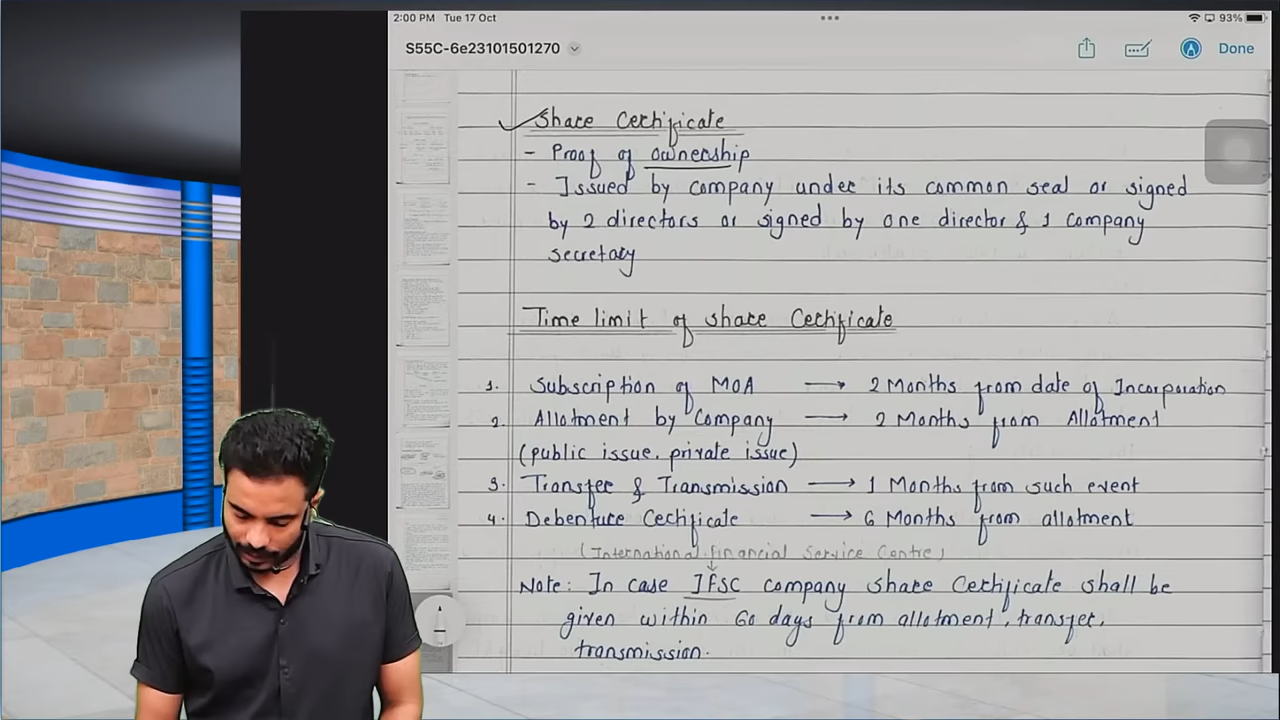 2:00 PM Tue 17 Oct
93%
S55C-6e23101501270
Done
Share Certificate
- Proof of ownership
- Issued by company under its common seal or signed
by 2 directors or signed by one director & 1 company
secretary
Time limit of share Certificate
1. Subscription of MOA → 2 Months from date of Incorporation
2. Allotment by Company → 2 Months from Allotment
(public issue, private issue)
3. Transfer & Transmission → 1 Months from such event
4. Debenture Certificate → 6 Months from allotment
(International financial Service Centre)
Note: In case IFSC company share Certificate shall be
given within 60 days from allotment, transfer,
transmission.